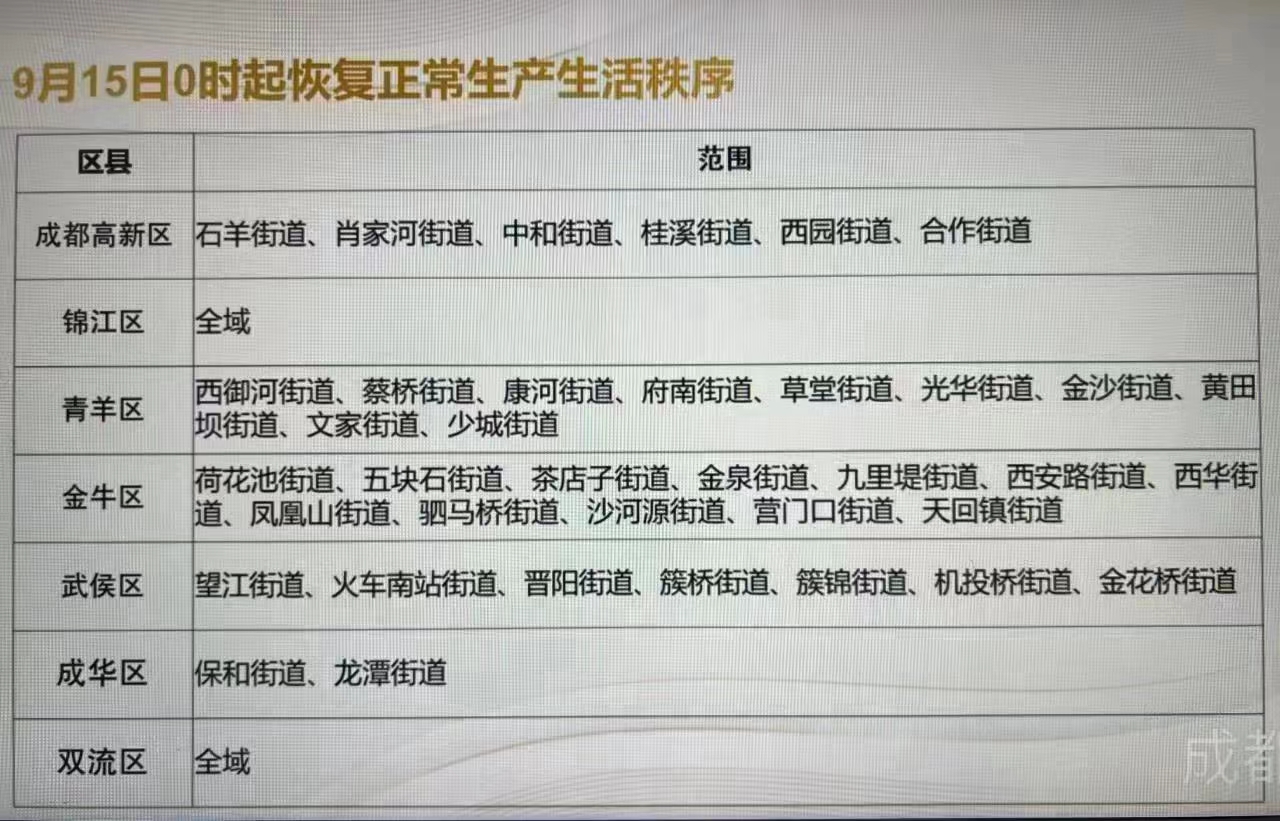 9月15日0时起恢复正常生产生活秩序
区县 范围
成都高新区 石羊街道、肖家河街道、中和街道、桂溪街道、西园街道、合作街道
锦江区 全域
青羊区 西御河街道、蔡桥街道、康河街道、府南街道、草堂街道、光华街道、金沙街道、黄田
坝街道、文家街道、少城街道
金牛区 荷花池街道、五块石街道、茶店子街道、金泉街道、九里堤街道、西安路街道、西华街
道、凤凰山街道、驷马桥街道、沙河源街道、营门口街道、天回镇街道
武侯区 望江街道、火车南站街道、晋阳街道、簇桥街道、簇锦街道、机投桥街道、金花桥街道
成华区 保和街道、龙潭街道
双流区 全域
成都